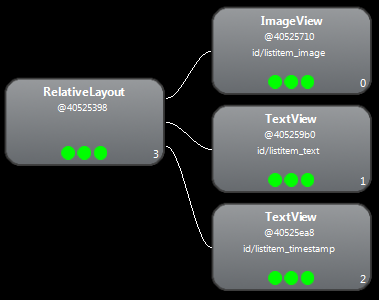 RelativeLayout
@40525398
3
ImageView
@40525710
id/listitem_image
0
TextView
@405259b0
id/listitem_text
1
TextView
@40525ea8
id/listitem_timestamp
2